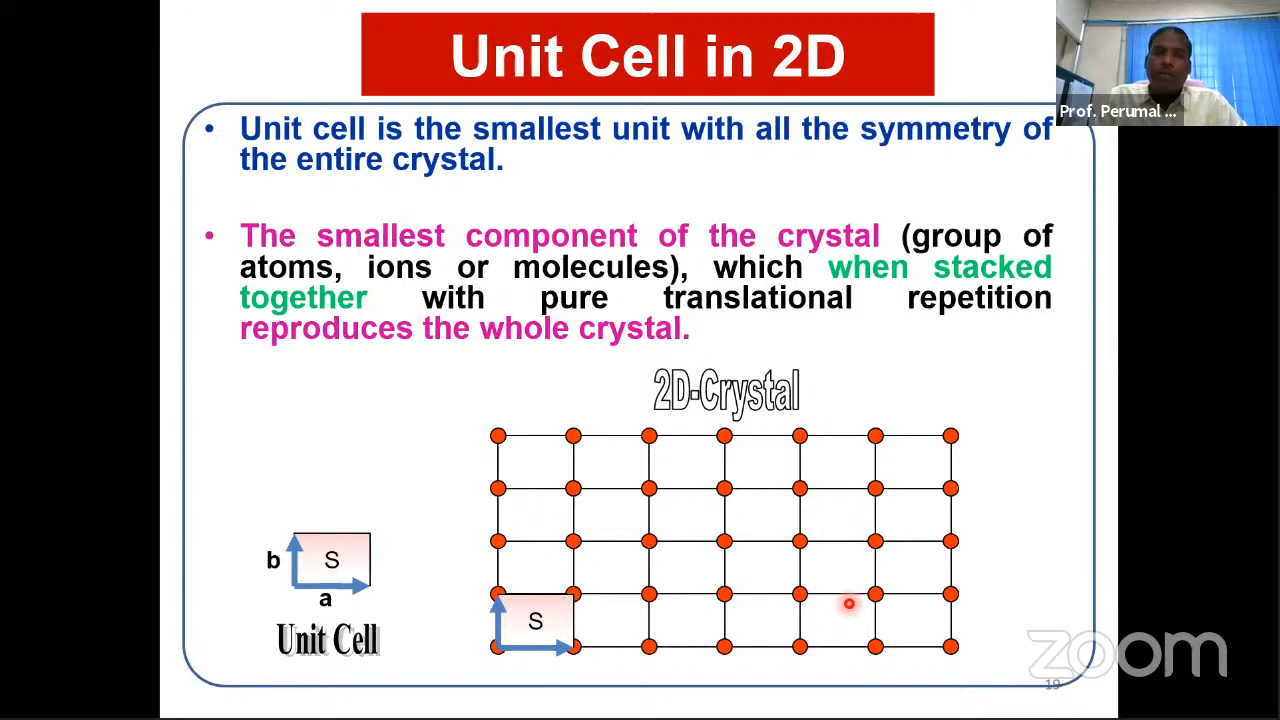 Unit Cell in 2D
Prof. Perumal ...
• Unit cell is the smallest unit with all the symmetry of
the entire crystal.
• The smallest component of the crystal (group of
atoms, ions or molecules), which when stacked
together with pure translational repetition
reproduces the whole crystal.
2D-Crystal
b
S
a
Unit Cell
S
zoom
19